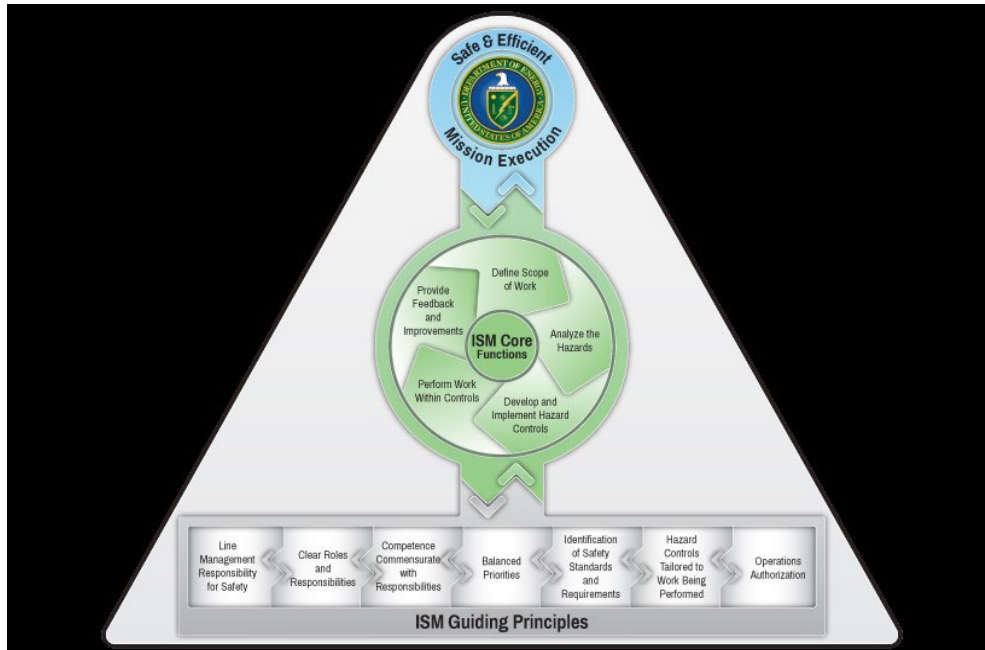 Safe & Efficient
DEPARTMENT OF ENERGY
UNITED STATES OF AMERICA
Mission Execution
Define Scope
of Work
Analyze the
Hazards
Develop and
Implement Hazard
Controls
Perform Work
Within Controls
Provide
Feedback
and
Improvements
ISM Core
Functions
Line
Management
Responsibility
for Safety
Clear Roles
and
Responsibilities
Competence
Commensurate
with
Responsibilities
Balanced
Priorities
Identification
of Safety
Standards
and
Requirements
Hazard
Controls
Tailored to
Work Being
Performed
Operations
Authorization
ISM Guiding Principles